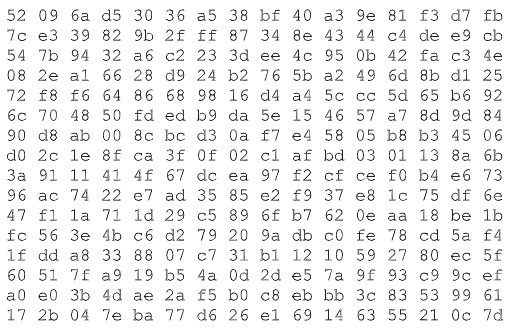 52 09 6a d5 30 36 a5 38 bf 40 a3 9e 81 f3 d7 fb
7c e3 39 82 9b 2f ff 87 34 8e 43 44 c4 de e9 cb
54 7b 94 32 a6 c2 23 3d ee 4c 95 0b 42 fa c3 4e
08 2e a1 66 28 d9 24 b2 76 5b a2 49 6d 8b d1 25
72 f8 f6 64 86 68 98 16 d4 a4 5c cc 5d 65 b6 92
6c 70 48 50 fd ed b9 da 5e 15 46 57 a7 8d 9d 84
90 d8 ab 00 8c bc d3 0a f7 e4 58 05 b8 b3 45 06
d0 2c 1e 8f ca 3f 0f 02 c1 af bd 03 01 13 8a 6b
3a 91 11 41 4f 67 dc ea 97 f2 cf ce f0 b4 e6 73
96 ac 74 22 e7 ad 35 85 e2 f9 37 e8 1c 75 df 6e
47 f1 1a 71 1d 29 c5 89 6f b7 62 0e aa 18 be 1b
fc 56 3e 4b c6 d2 79 20 9a db c0 fe 78 cd 5a f4
1f dd a8 33 88 07 c7 31 b1 12 10 59 27 80 ec 5f
60 51 7f a9 19 b5 4a 0d 2d e5 7a 9f 93 c9 9c ef
a0 e0 3b 4d ae 2a f5 b0 c8 eb bb 3c 83 53 99 61
17 2b 04 7e ba 77 d6 26 e1 69 14 63 55 21 0c 7d